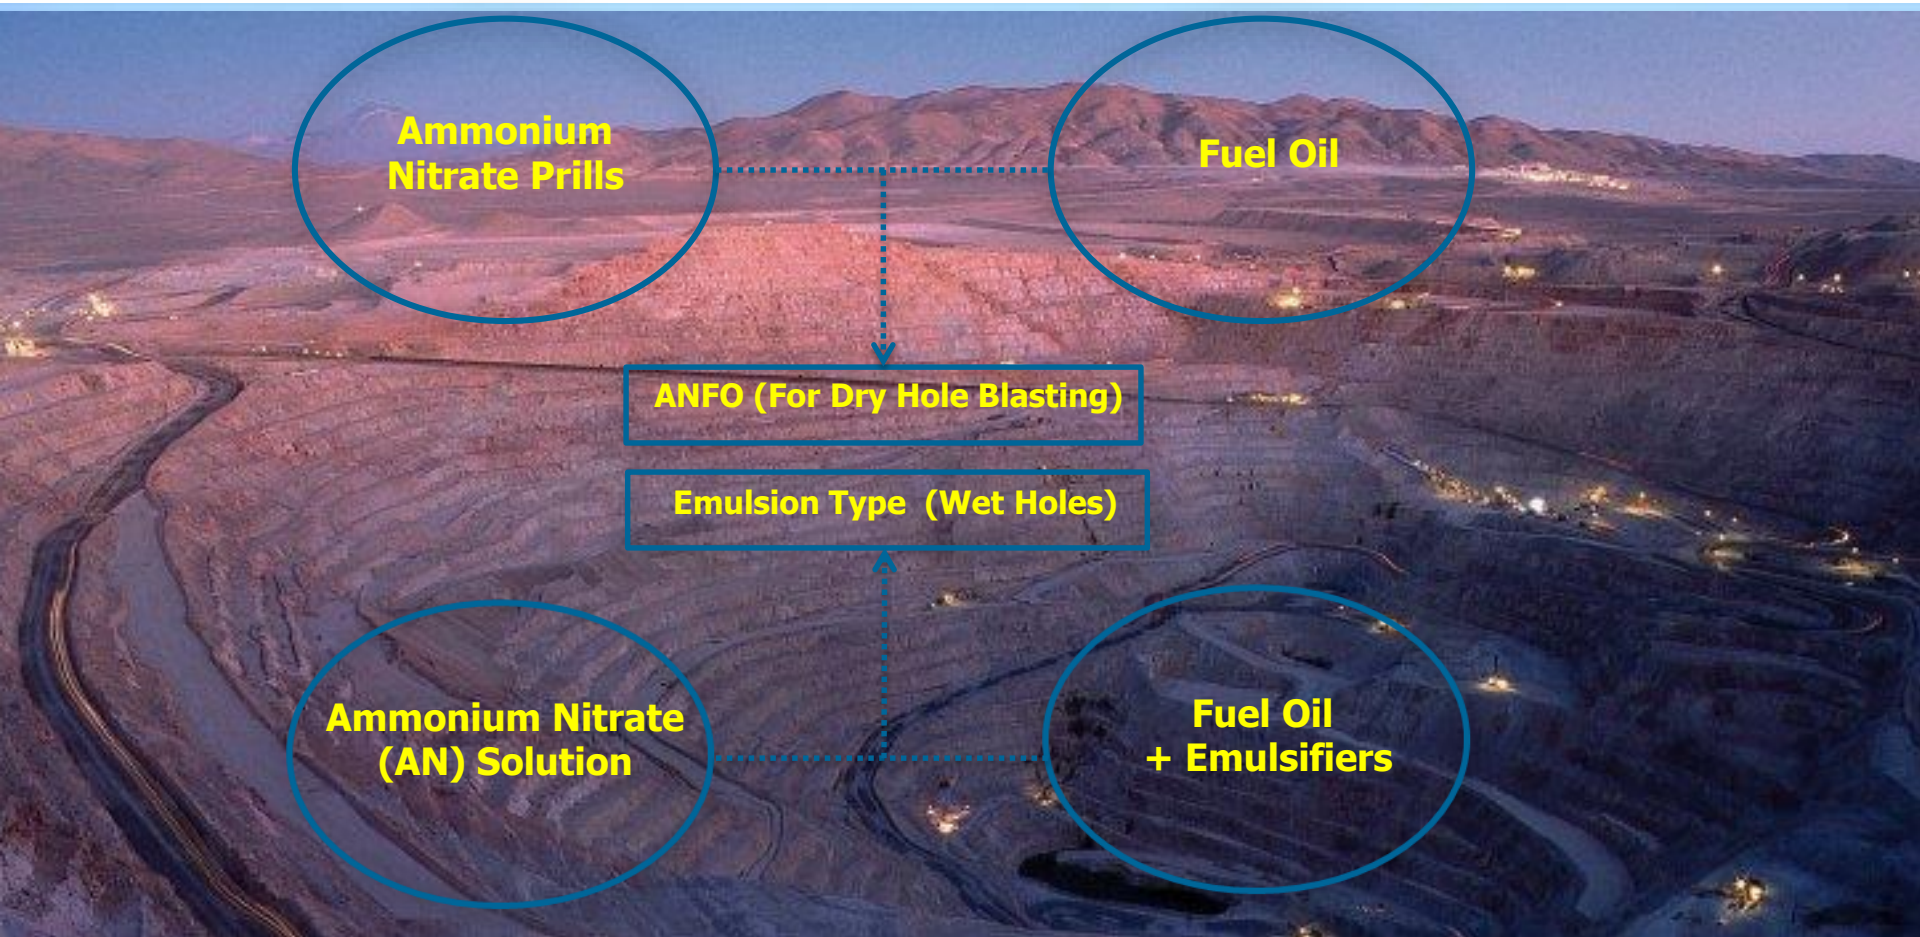 Ammonium
Nitrate Prills
Fuel Oil
ANFO (For Dry Hole Blasting)
Emulsion Type  (Wet Holes)
Ammonium Nitrate
(AN) Solution
Fuel Oil
+ Emulsifiers